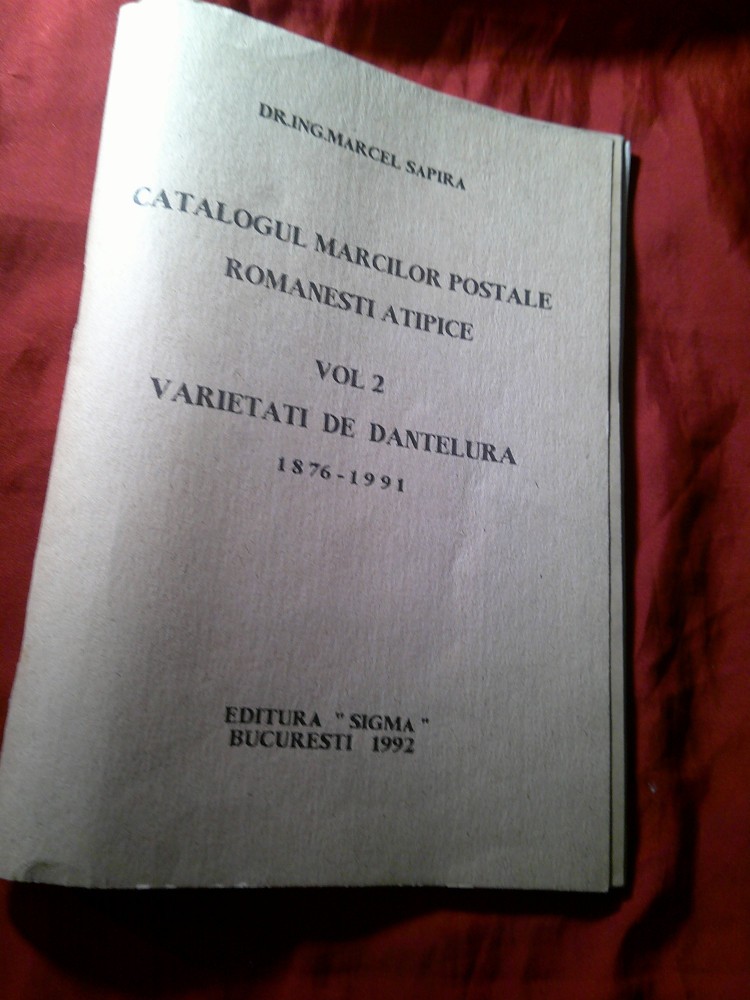 DR.ING.MARCEL SAPIRA
CATALOGUL MARCILOR POSTALE
ROMANESTI ATIPICE
VOL 2
VARIETATI DE DANTELURA
1876-1991
EDITURA "SIGMA"
BUCURESTI 1992